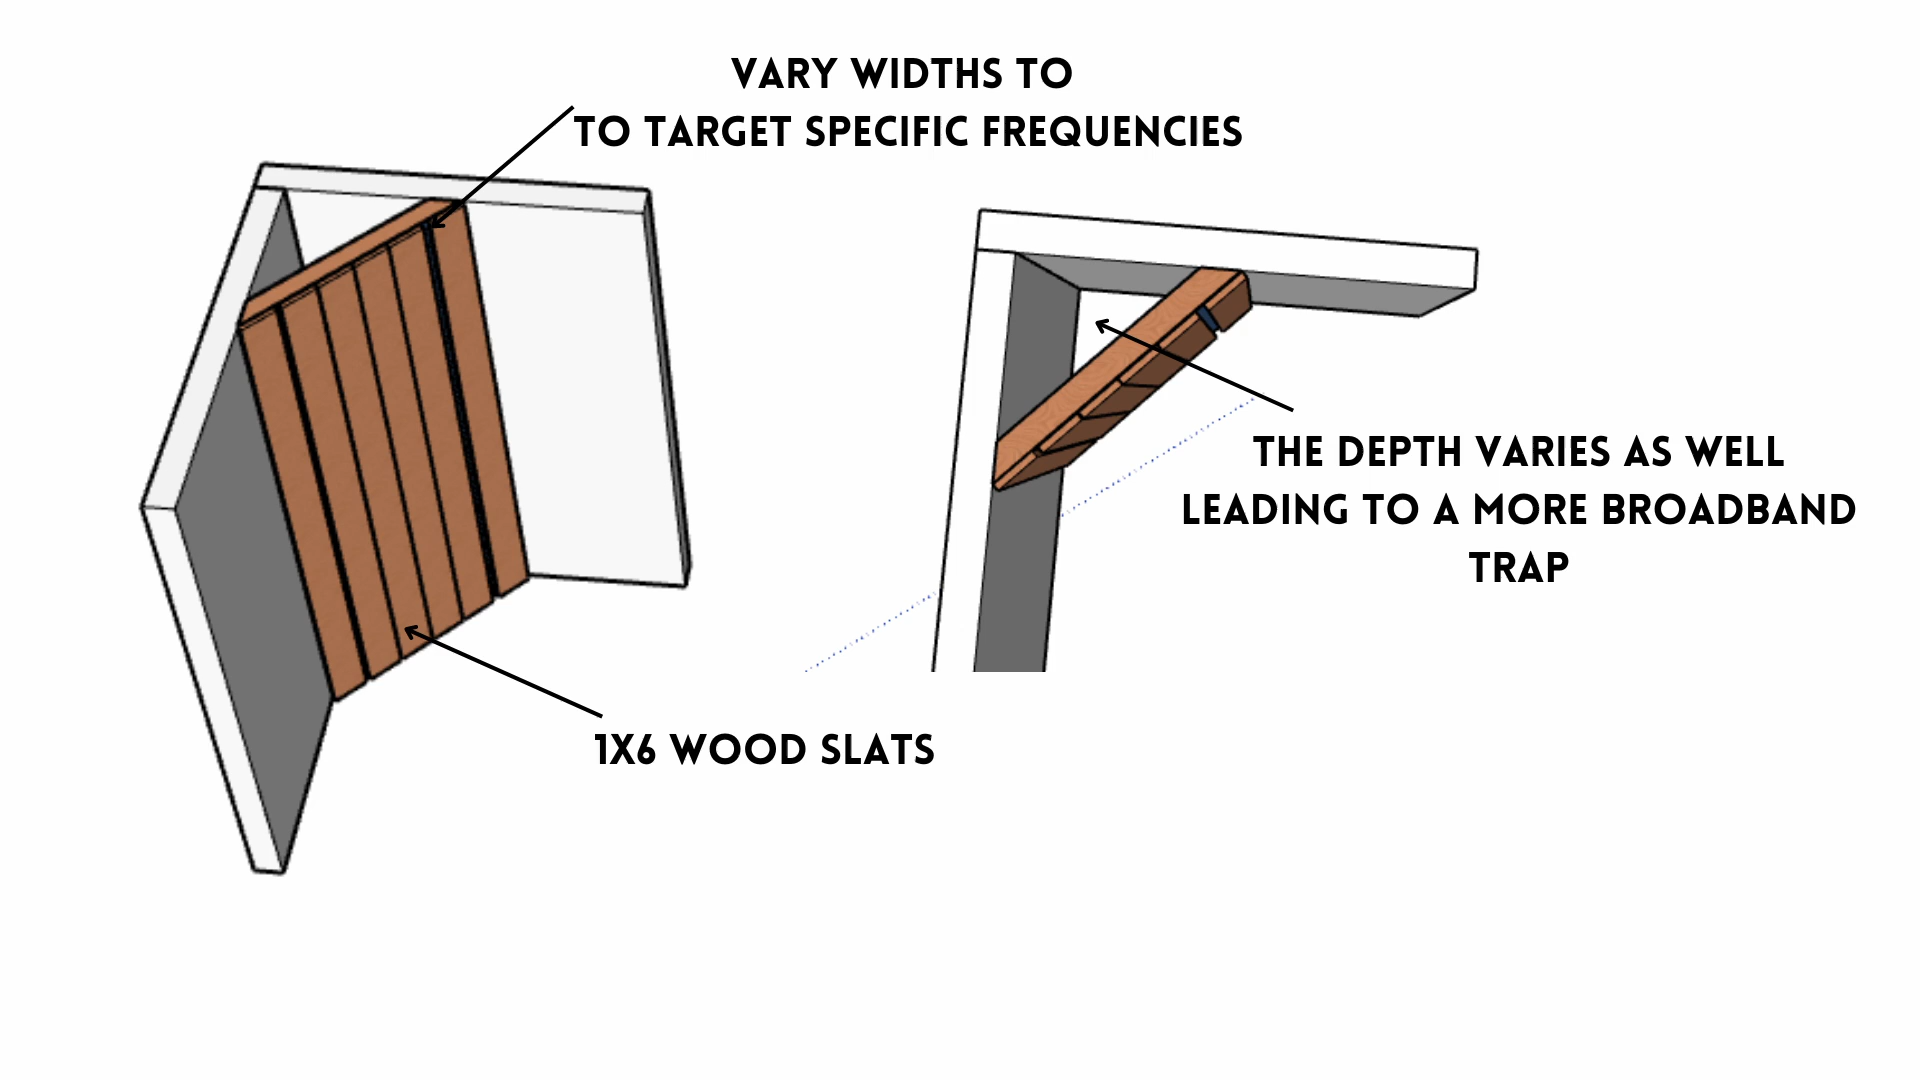 VARY WIDTHS TO
TO TARGET SPECIFIC FREQUENCIES
THE DEPTH VARIES AS WELL
LEADING TO A MORE BROADBAND
TRAP
1X6 WOOD SLATS